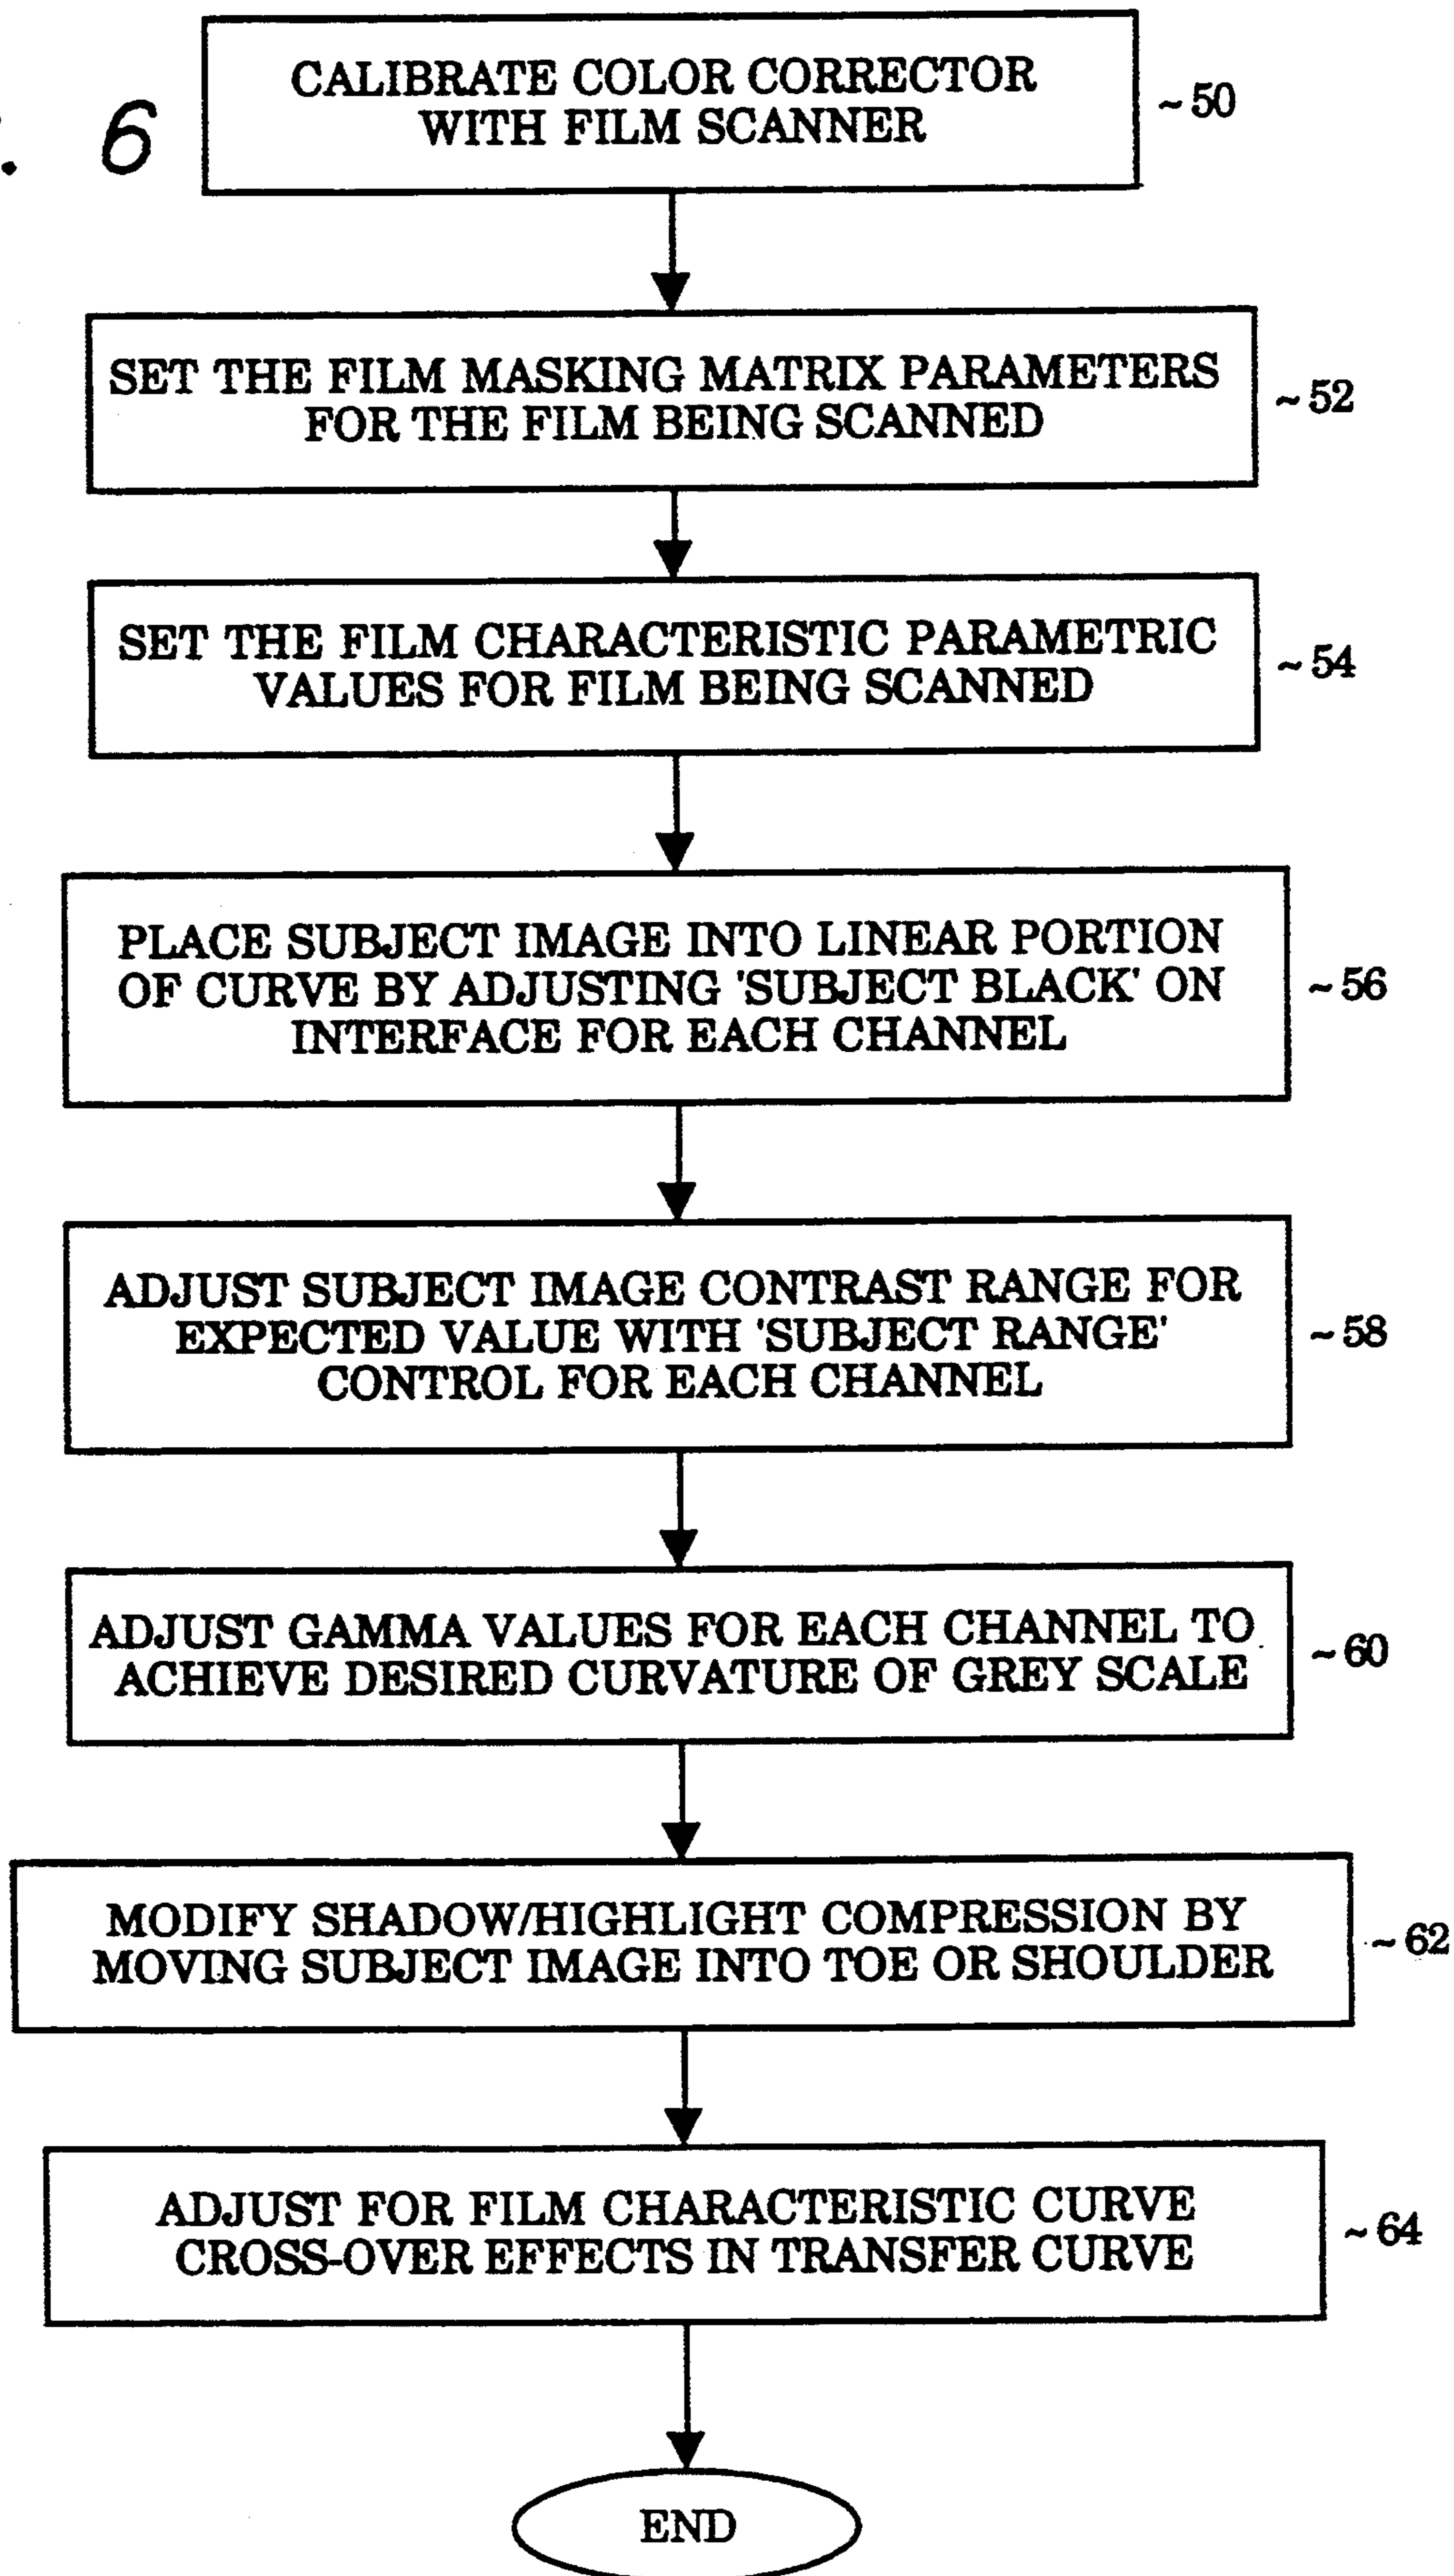 . 6
CALIBRATE COLOR CORRECTOR
WITH FILM SCANNER
~50
SET THE FILM MASKING MATRIX PARAMETERS
FOR THE FILM BEING SCANNED
~52
SET THE FILM CHARACTERISTIC PARAMETRIC
VALUES FOR FILM BEING SCANNED
~54
PLACE SUBJECT IMAGE INTO LINEAR PORTION
OF CURVE BY ADJUSTING 'SUBJECT BLACK' ON
INTERFACE FOR EACH CHANNEL
~56
ADJUST SUBJECT IMAGE CONTRAST RANGE FOR
EXPECTED VALUE WITH 'SUBJECT RANGE'
CONTROL FOR EACH CHANNEL
~58
ADJUST GAMMA VALUES FOR EACH CHANNEL TO
ACHIEVE DESIRED CURVATURE OF GREY SCALE
~60
MODIFY SHADOW/HIGHLIGHT COMPRESSION BY
MOVING SUBJECT IMAGE INTO TOE OR SHOULDER
~62
ADJUST FOR FILM CHARACTERISTIC CURVE
CROSS-OVER EFFECTS IN TRANSFER CURVE
~64
END